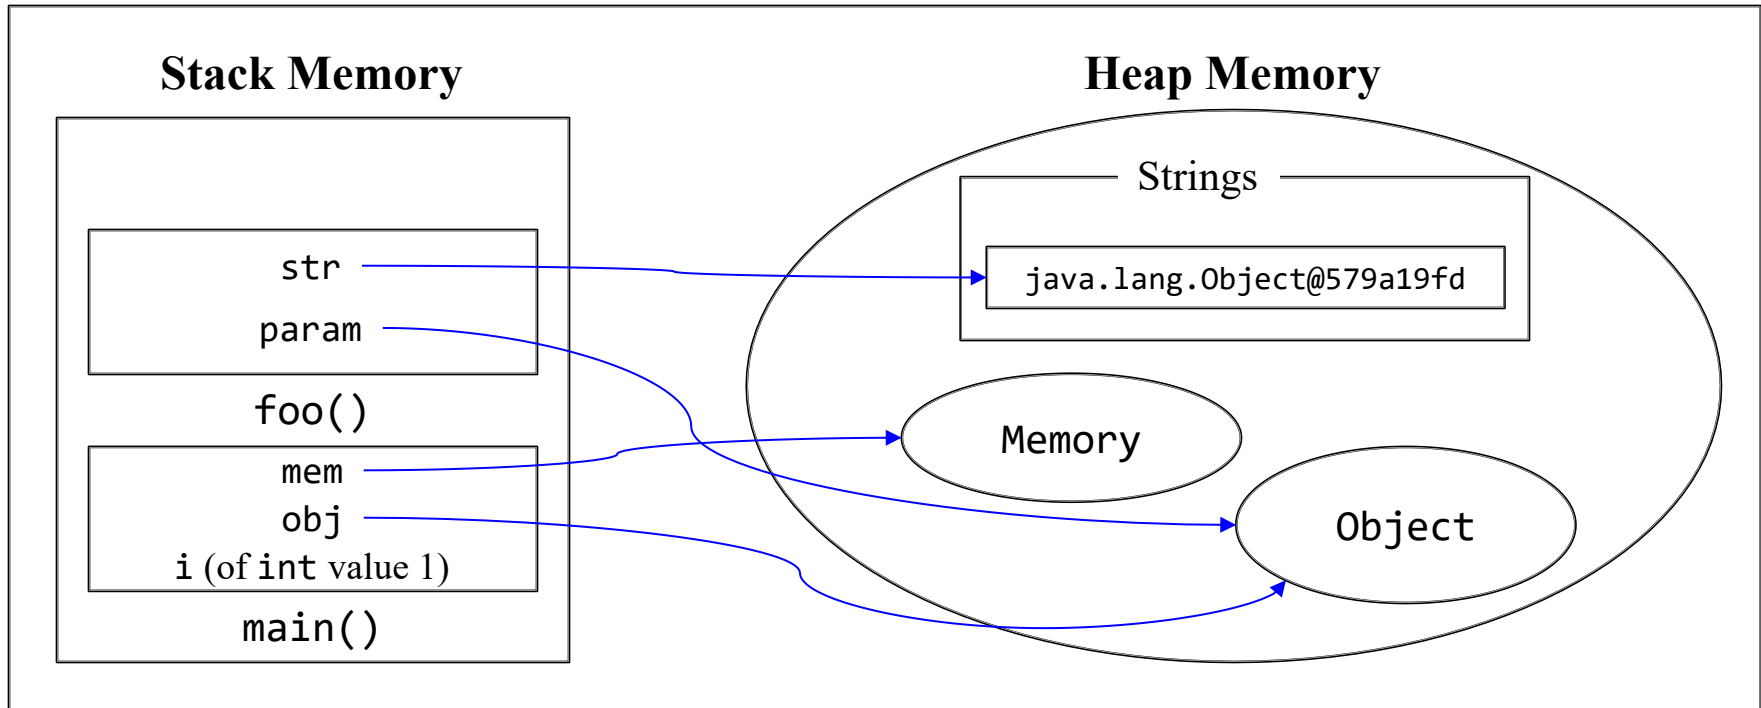 Stack Memory
Heap Memory
Strings
str
java.lang.Object@579a19fd
param
foo()
Memory
mem
obj
Object
i (of int value 1)
main()